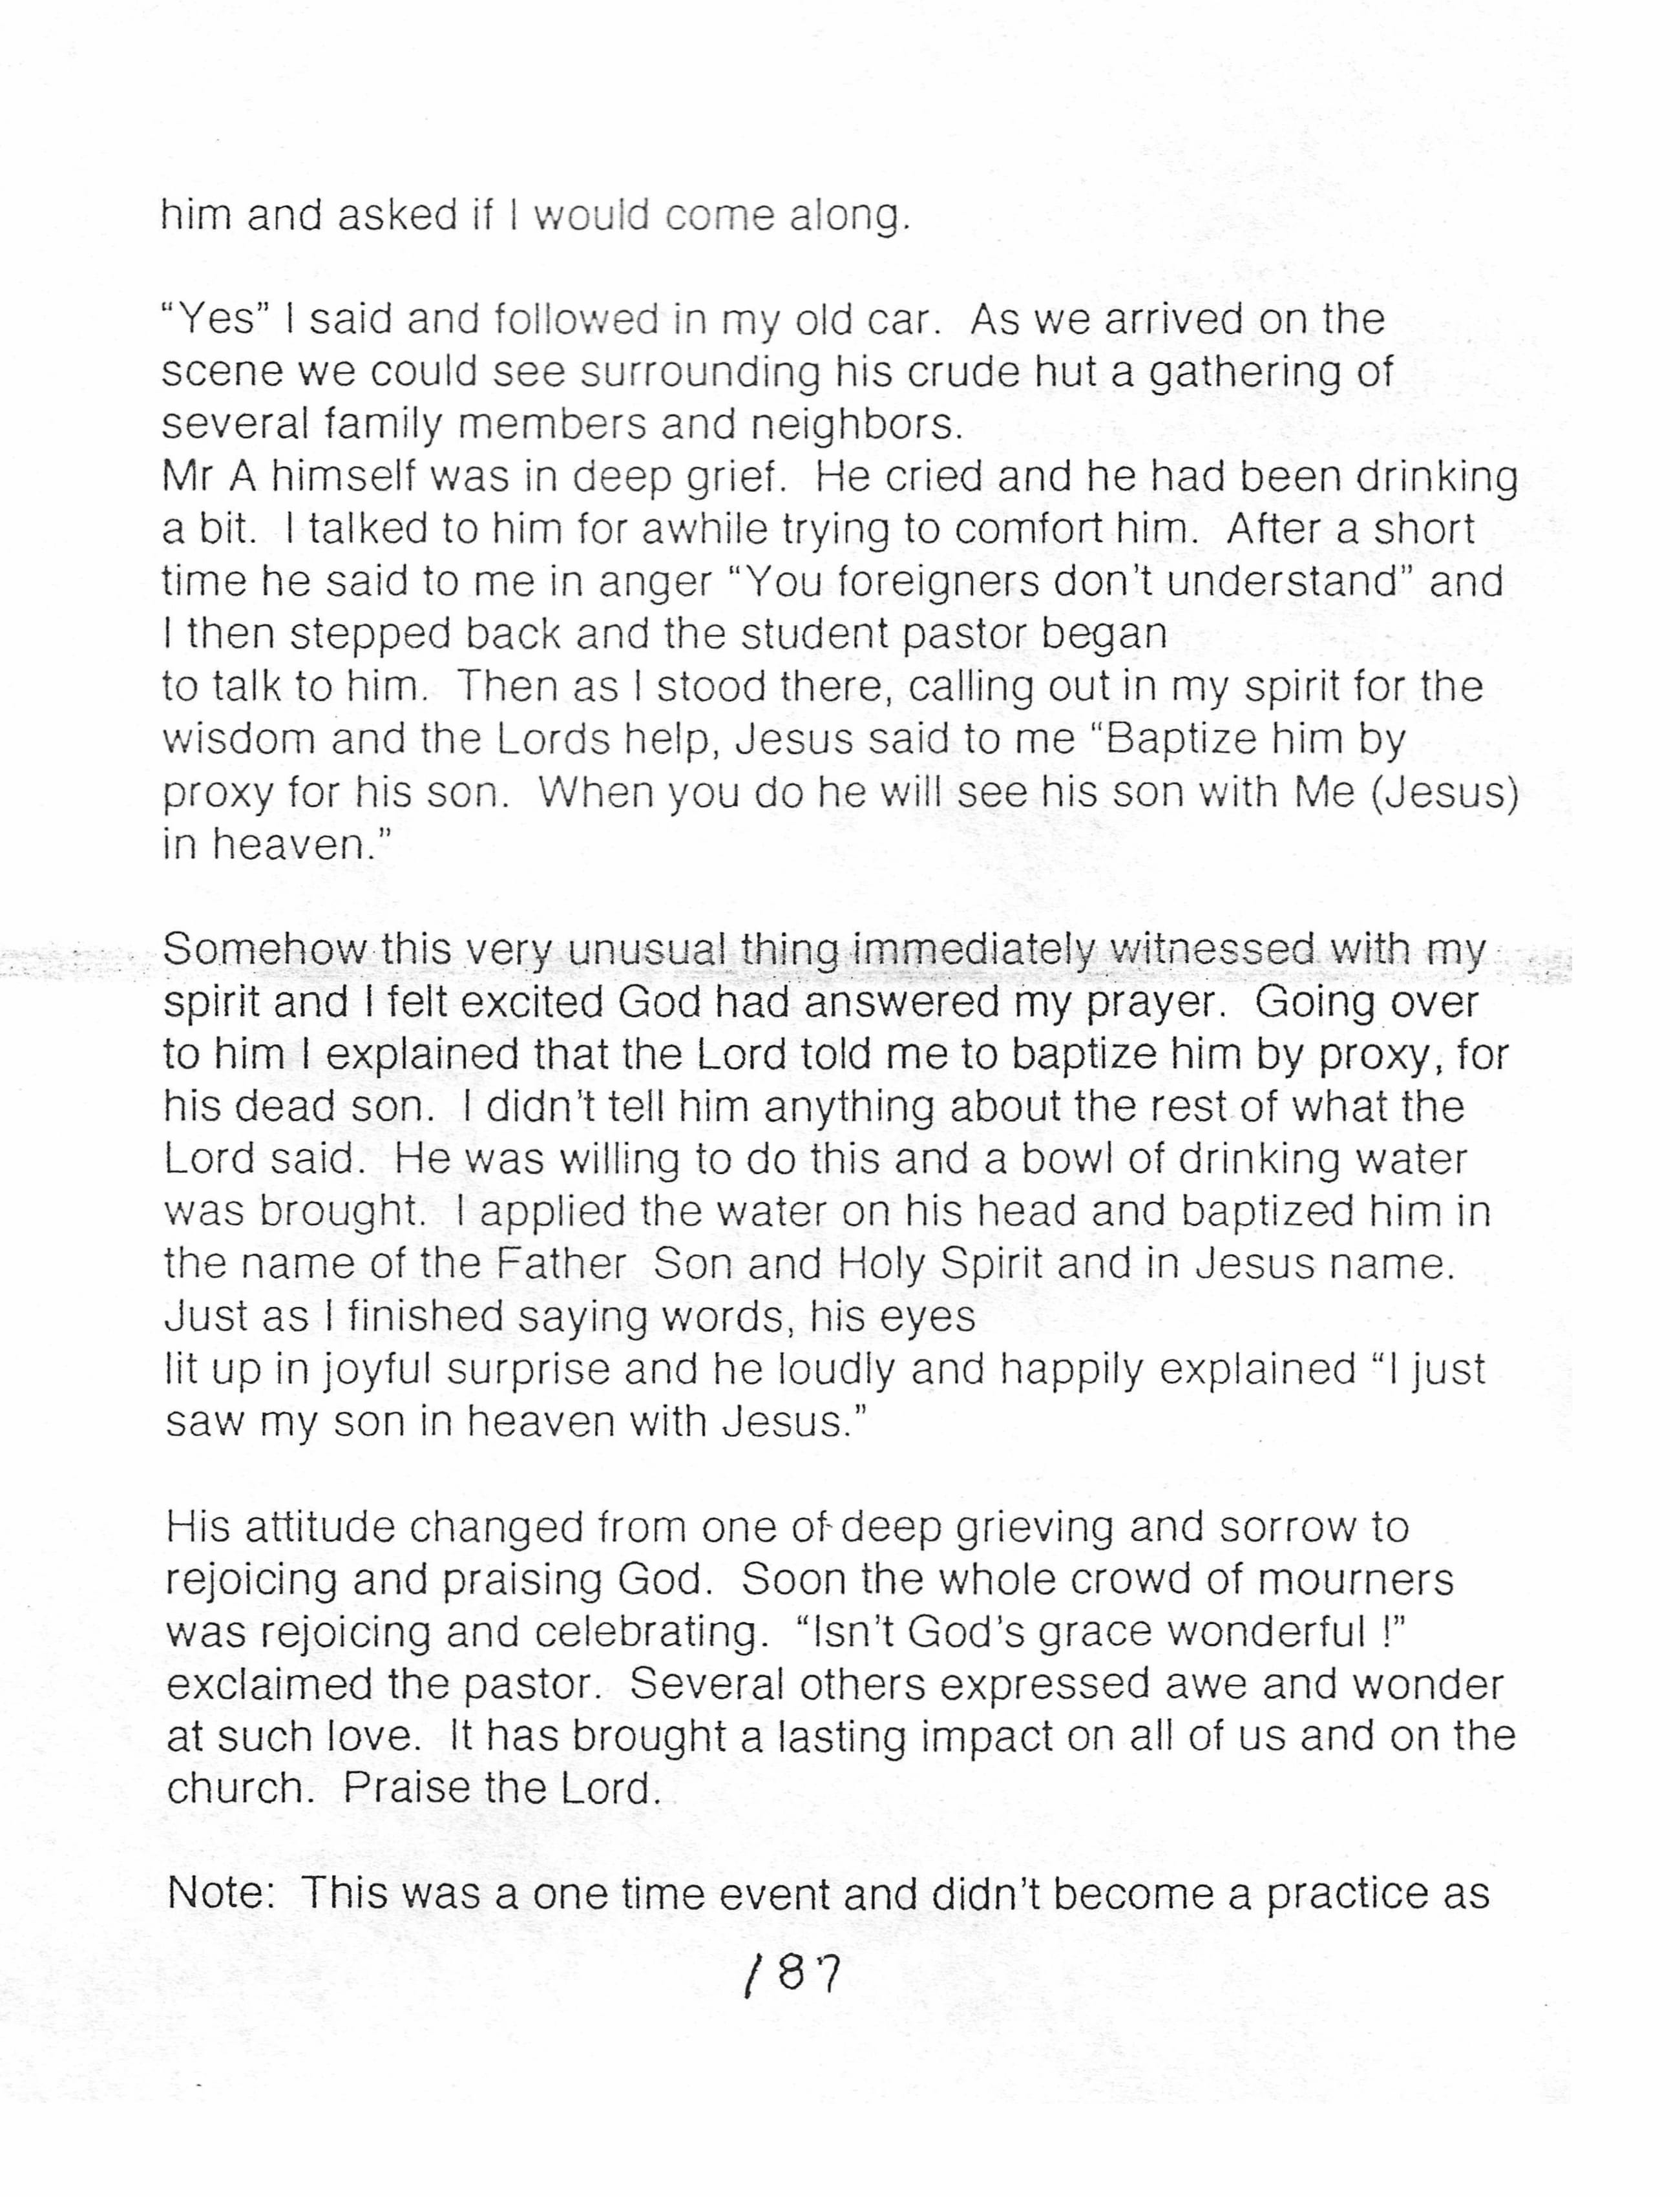 him and asked if I would come along.
“Yes” I said and followed in my old car.  As we arrived on the
scene we could see surrounding his crude hut a gathering of
several family members and neighbors.
Mr A himself was in deep grief.  He cried and he had been drinking
a bit.  I talked to him for awhile trying to comfort him.  After a short
time he said to me in anger “You foreigners don’t understand” and
I then stepped back and the student pastor began
to talk to him.  Then as I stood there, calling out in my spirit for the
wisdom and the Lords help, Jesus said to me “Baptize him by
proxy for his son.  When you do he will see his son with Me (Jesus)
in heaven.”
Somehow this very unusual thing immediately witnessed with my
spirit and I felt excited God had answered my prayer.  Going over
to him I explained that the Lord told me to baptize him by proxy, for
his dead son.  I didn’t tell him anything about the rest of what the
Lord said.  He was willing to do this and a bowl of drinking water
was brought.  I applied the water on his head and baptized him in
the name of the Father  Son and Holy Spirit and in Jesus name.
Just as I finished saying words, his eyes
lit up in joyful surprise and he loudly and happily explained “I just
saw my son in heaven with Jesus.”
His attitude changed from one of deep grieving and sorrow to
rejoicing and praising God.  Soon the whole crowd of mourners
was rejoicing and celebrating.  “Isn’t God’s grace wonderful !”
exclaimed the pastor.  Several others expressed awe and wonder
at such love.  It has brought a lasting impact on all of us and on the
church.  Praise the Lord.
Note:  This was a one time event and didn’t become a practice as
187